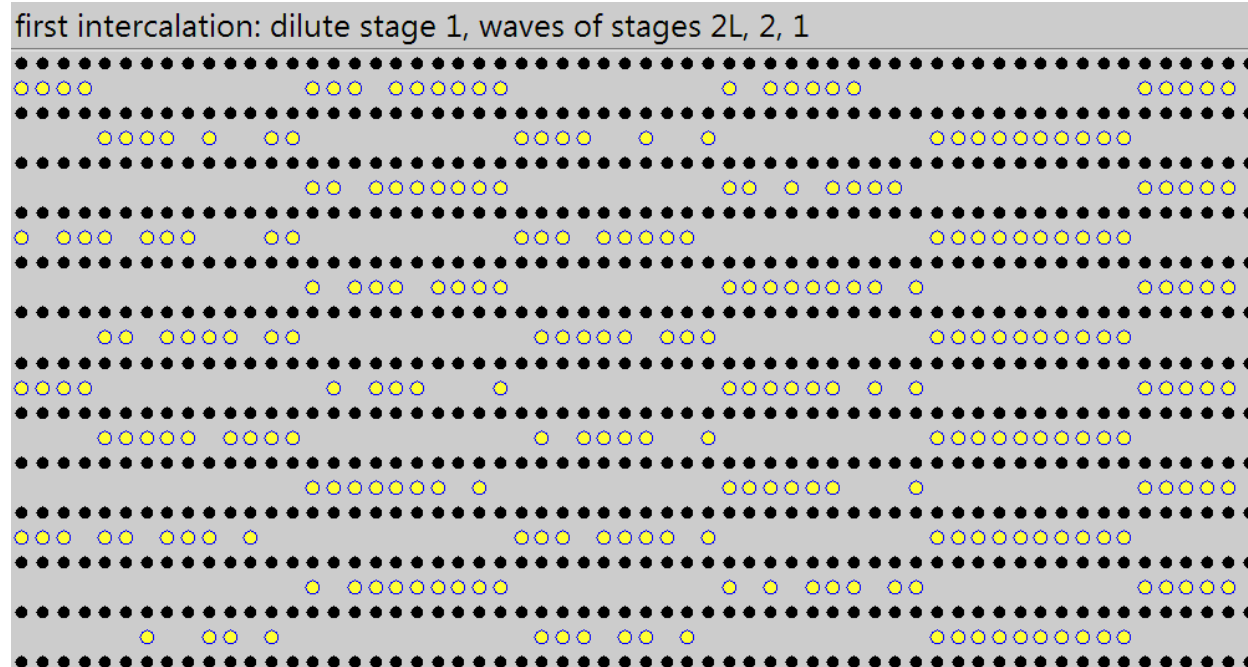 first intercalation: dilute stage 1, waves of stages 2L, 2, 1